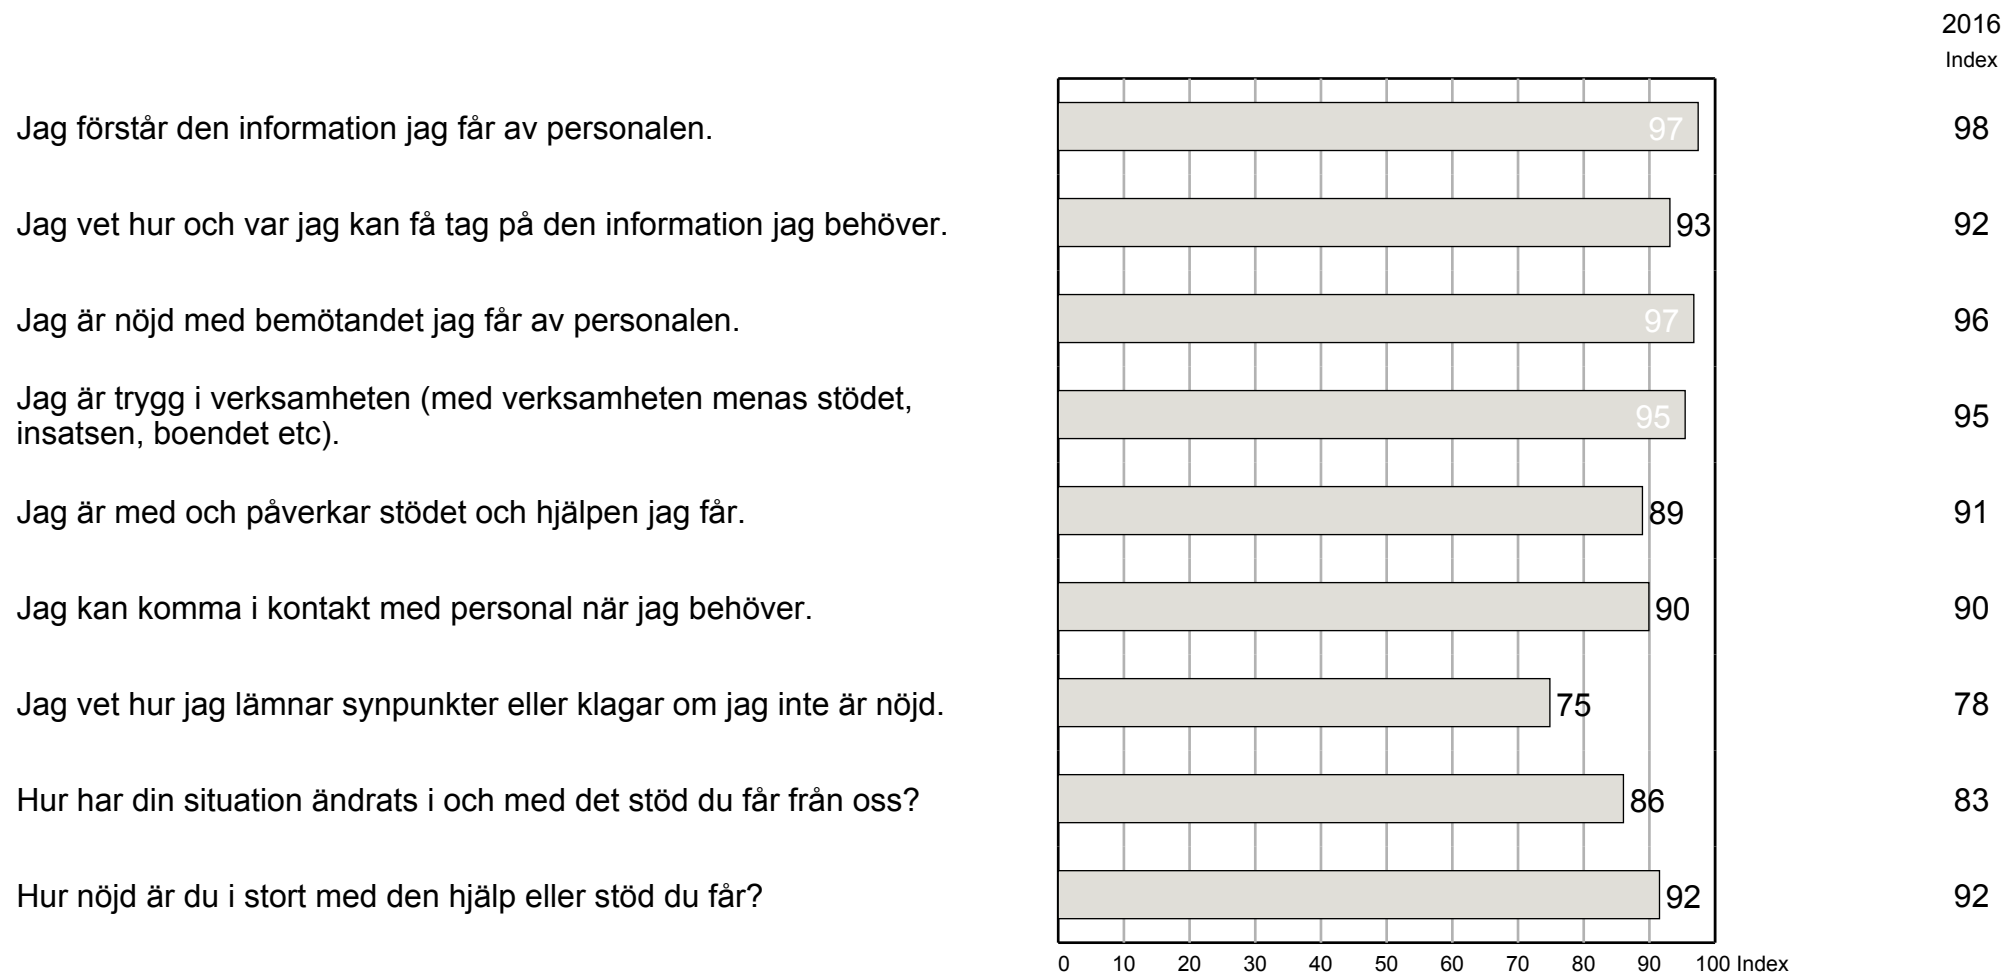 2016
Index
Jag förstår den information jag får av personalen. 97 98
Jag vet hur och var jag kan få tag på den information jag behöver. 93 92
Jag är nöjd med bemötandet jag får av personalen. 97 96
Jag är trygg i verksamheten (med verksamheten menas stödet,
insatsen, boendet etc). 95 95
Jag är med och påverkar stödet och hjälpen jag får. 89 91
Jag kan komma i kontakt med personal när jag behöver. 90 90
Jag vet hur jag lämnar synpunkter eller klagar om jag inte är nöjd. 75 78
Hur har din situation ändrats i och med det stöd du får från oss? 86 83
Hur nöjd är du i stort med den hjälp eller stöd du får? 92 92
0 10 20 30 40 50 60 70 80 90 100 Index